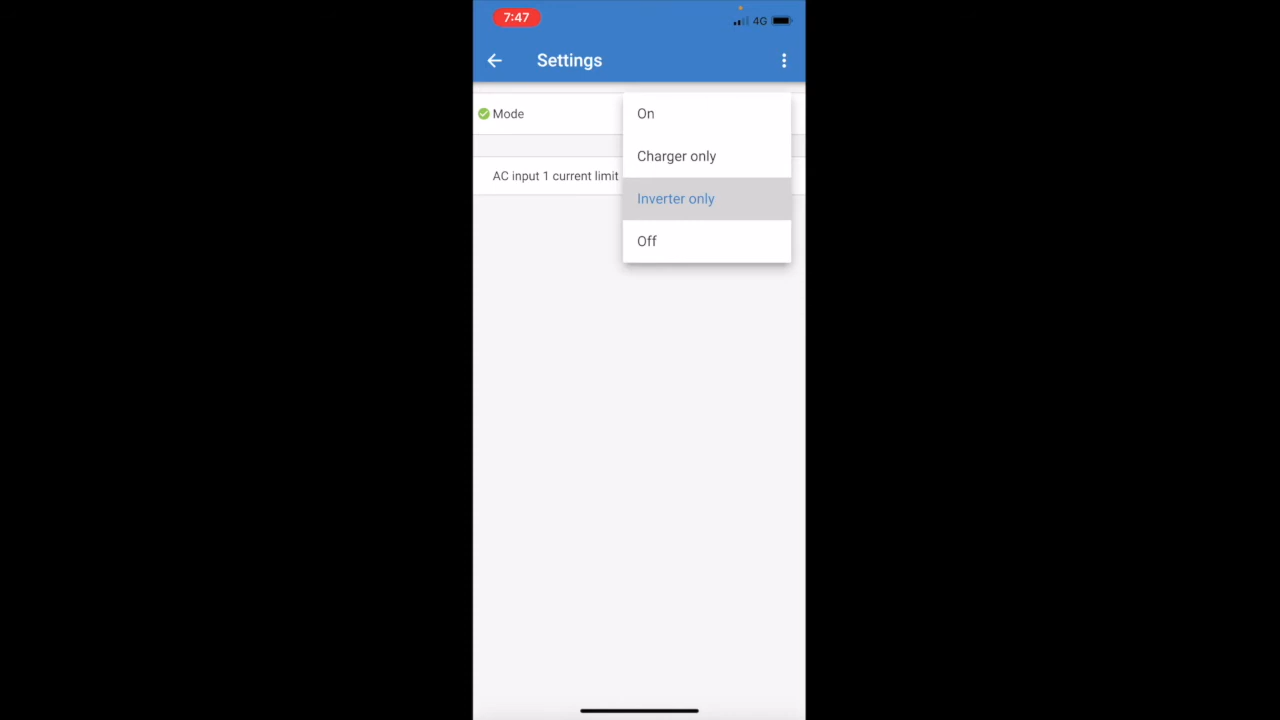 7:47
4G
Settings
Mode
On
Charger only
AC input 1 current limit
Inverter only
Off